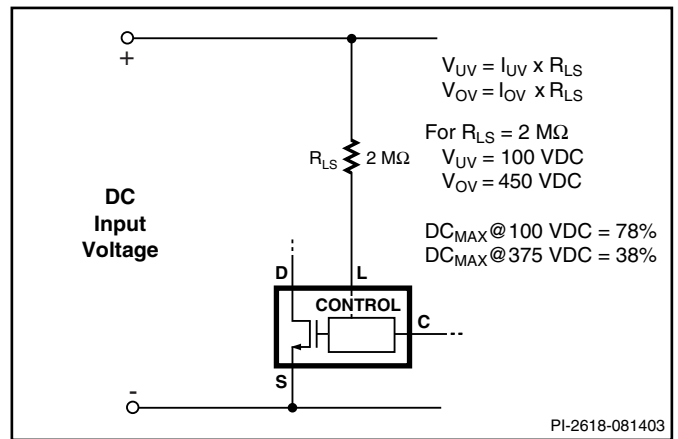 +
V_UV = I_UV x R_LS
V_OV = I_OV x R_LS
For R_LS = 2 MΩ
V_UV = 100 VDC
V_OV = 450 VDC
R_LS 2 MΩ
DC
Input
Voltage
DC_MAX@100 VDC = 78%
DC_MAX@375 VDC = 38%
D L
CONTROL
C
S
-
PI-2618-081403